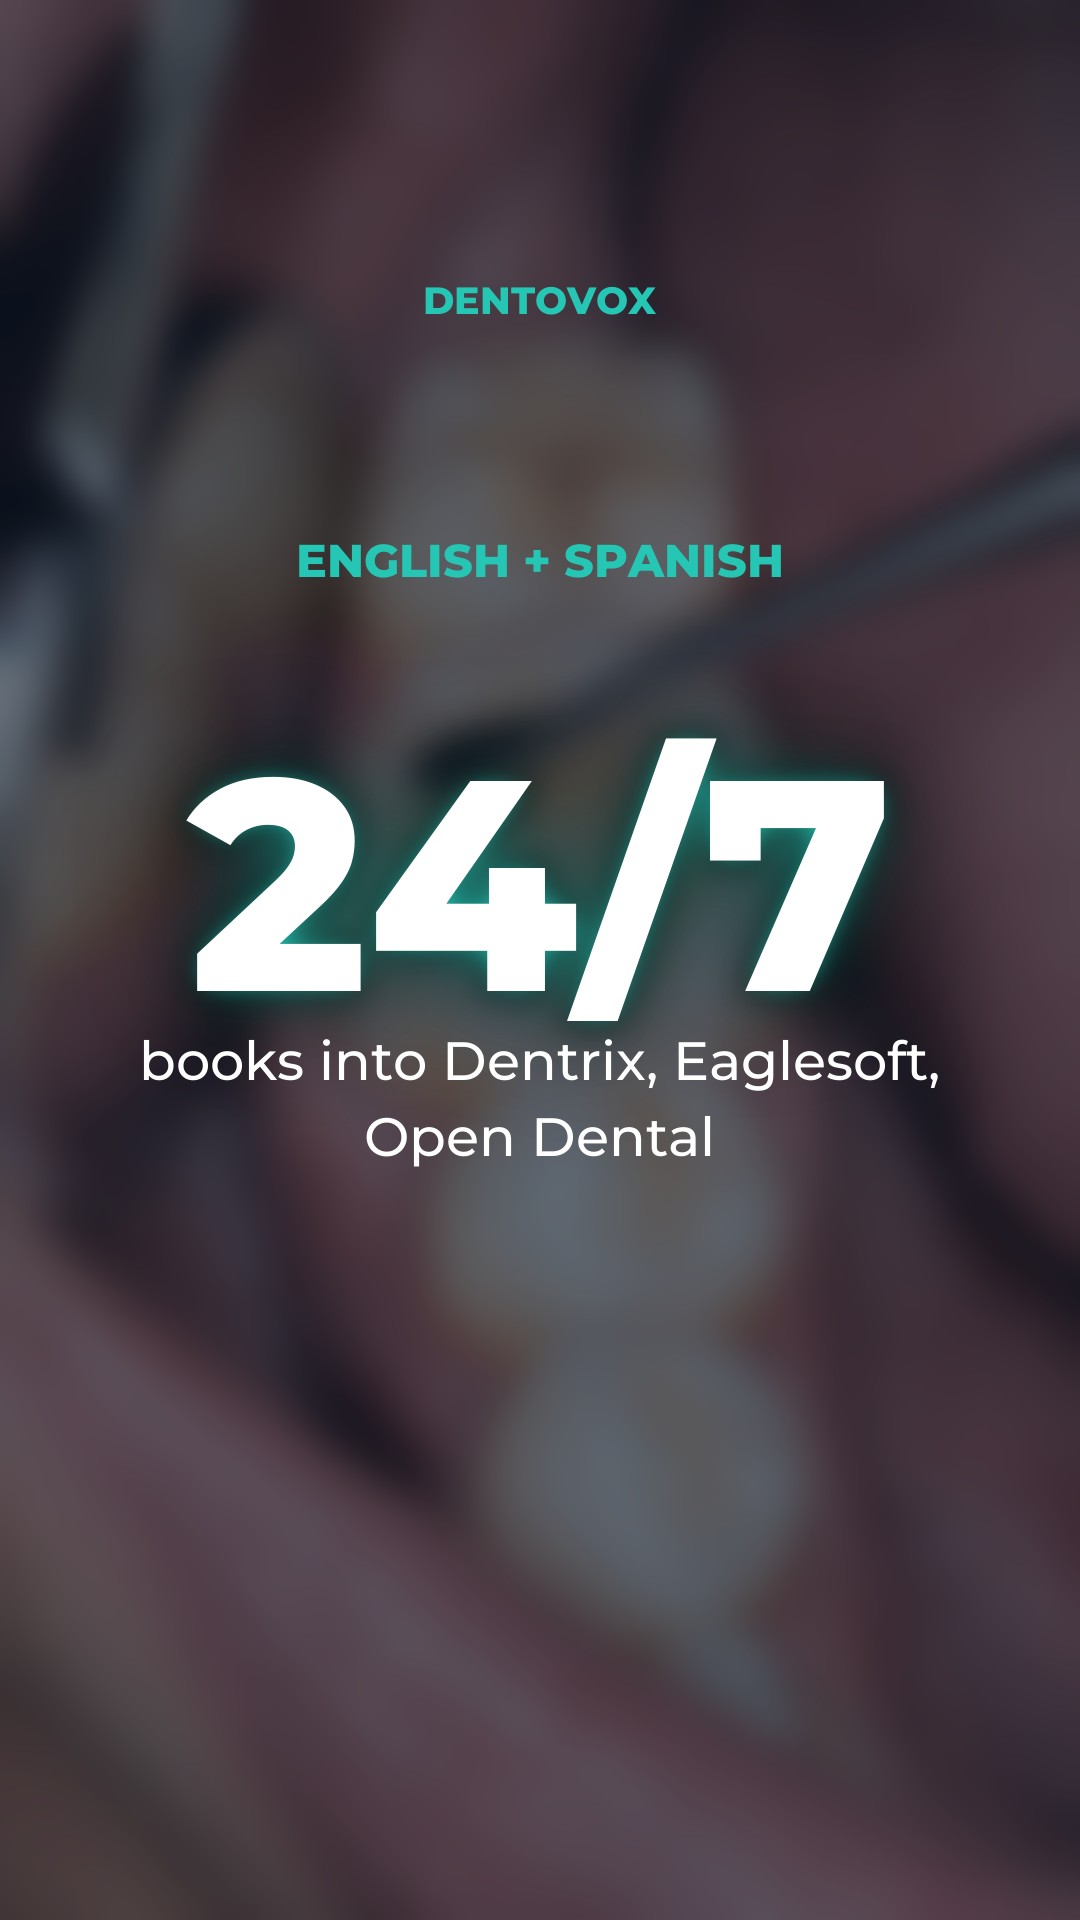 DENTOVOX
ENGLISH + SPANISH
24/7
books into Dentrix, Eaglesoft,
Open Dental